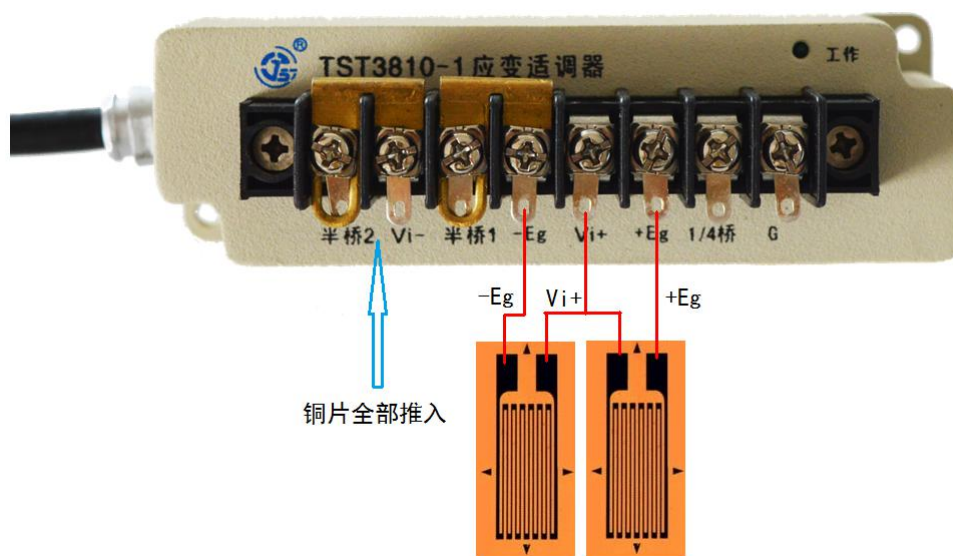 TSJ ®
TST3810-1应变适调器
工作
半桥2 Vi- 半桥1 -Eg Vi+ +Eg 1/4桥 G
-Eg Vi+ +Eg
铜片全部推入